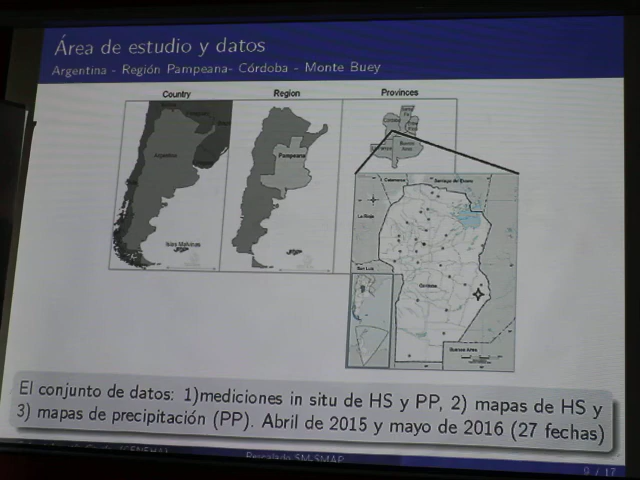 Área de estudio y datos
Argentina - Región Pampeana- Córdoba - Monte Buey
Country
Region
Provinces
Argentina
Pampeana
Islas Malvinas
Catamarca
Santiago del Estero
La Rioja
San Luis
Córdoba
Buenos Aires
El conjunto de datos: 1)mediciones in situ de HS y PP, 2) mapas de HS y
3) mapas de precipitación (PP). Abril de 2015 y mayo de 2016 (27 fechas)
Rescalado SM-SMAP
9 / 17